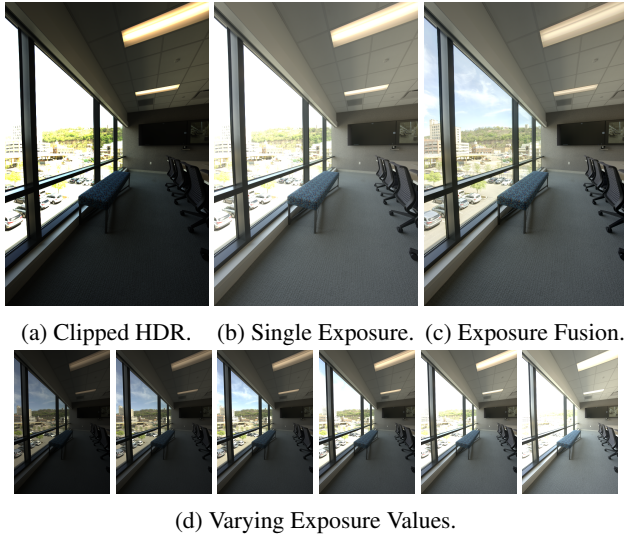 (a) Clipped HDR. (b) Single Exposure. (c) Exposure Fusion.
(d) Varying Exposure Values.